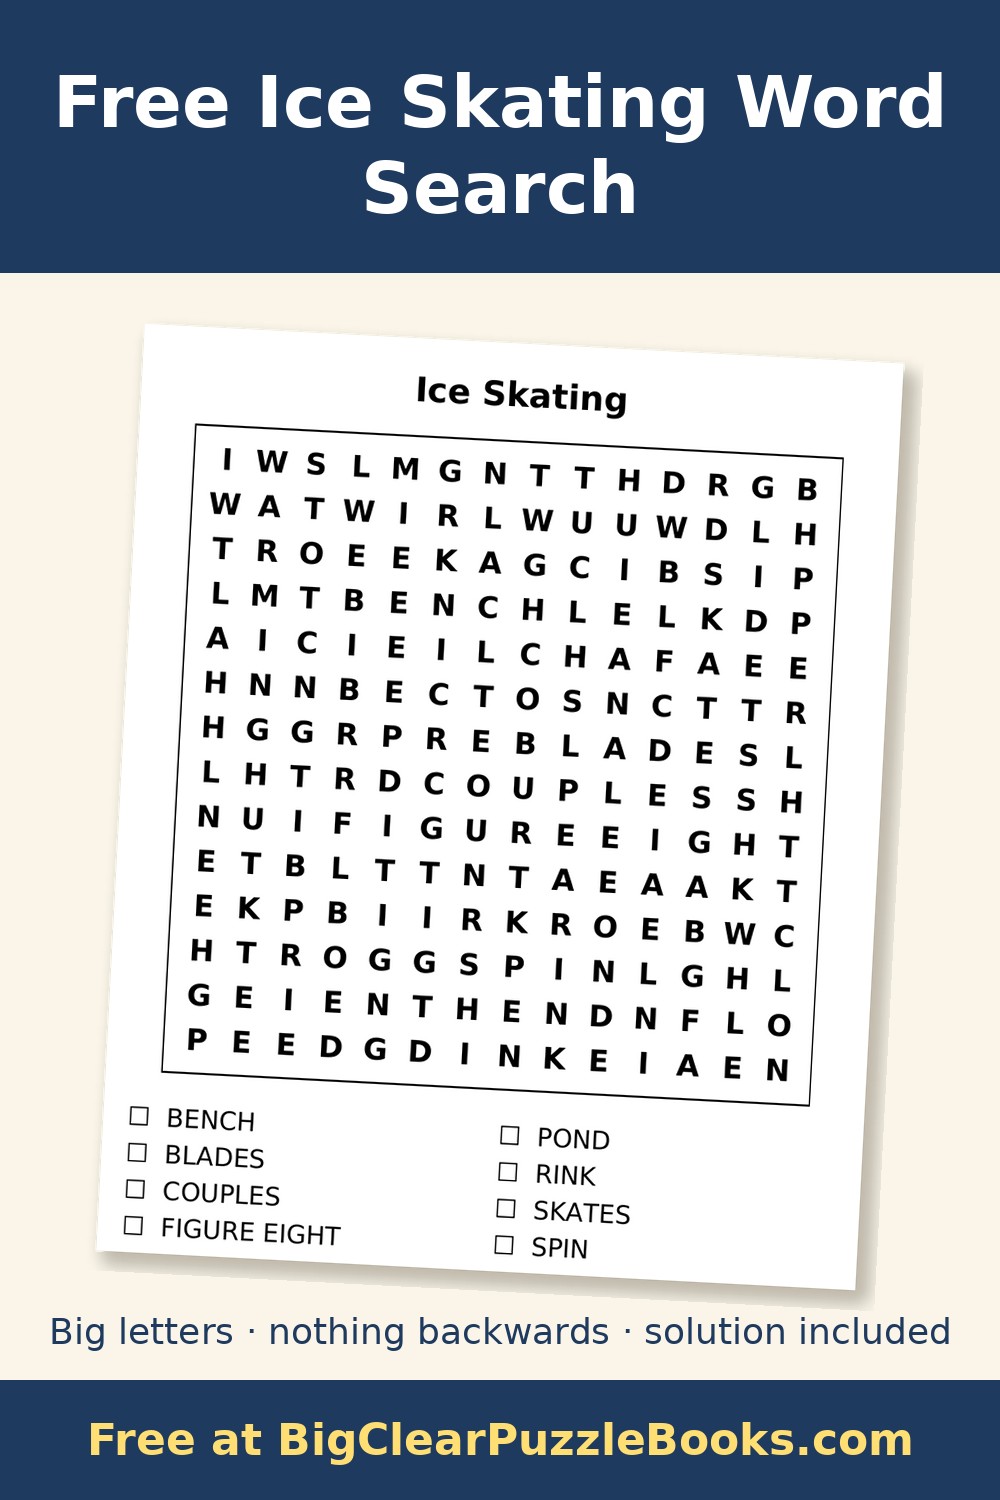 Free Ice Skating Word
Search
Ice Skating
I W S L M G N T T H D R G B
W A T W I R L W U U W D L H
T R O E E K A G C I B S I P
L M T B E N C H L E L K D P
A I C I E I L C H A F A E E
H N N B E C T O S N C T T R
H G G R P R E B L A D E S L
L H T R D C O U P L E S S H
N U I F I G U R E E I G H T
E T B L T T N T A E A A K T
E K P B I I R K R O E B W C
H T R O G G S P I N L G H L
G E I E N T H E N D N F L O
P E E D G D I N K E I A E N
BENCH
BLADES
COUPLES
FIGURE EIGHT
POND
RINK
SKATES
SPIN
Big letters · nothing backwards · solution included
Free at BigClearPuzzleBooks.com